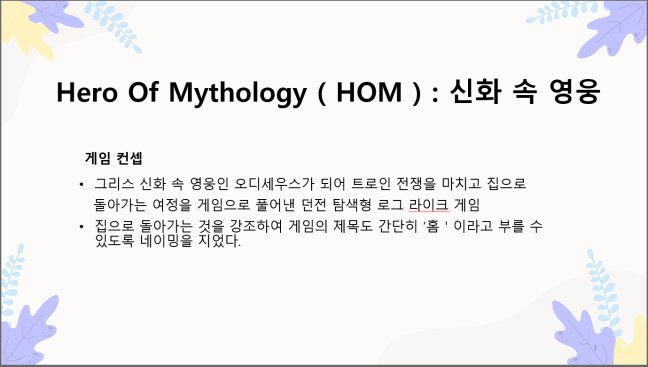 Hero Of Mythology ( HOM ) : 신화 속 영웅
게임 컨셉
• 그리스 신화 속 영웅인 오디세우스가 되어 트로인 전쟁을 마치고 집으로
돌아가는 여정을 게임으로 풀어낸 던전 탐색형 로그 라이크 게임
• 집으로 돌아가는 것을 강조하여 게임의 제목도 간단히 ‘홈 ' 이라고 부를 수
있도록 네이밍을 지었다.